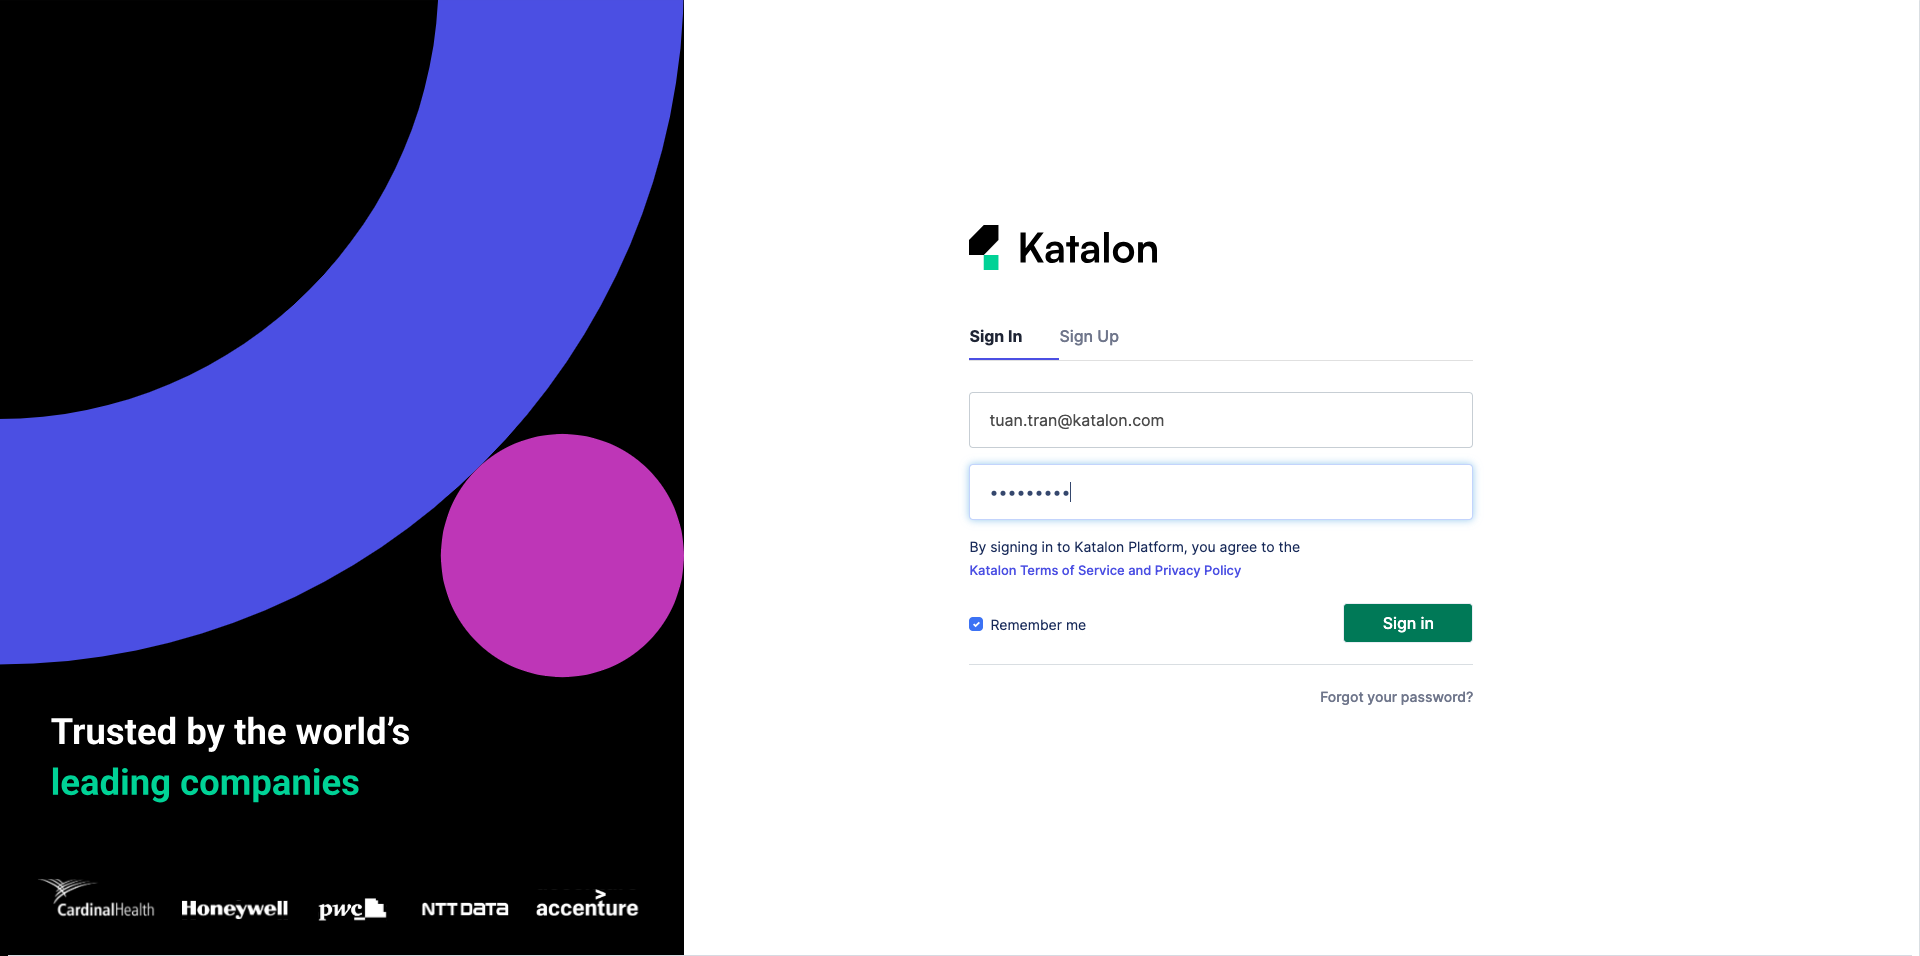 Trusted by the world’s
leading companies
CardinalHealth
Honeywell
pwc
NTT DATA
accenture
Katalon
Sign In
Sign Up
tuan.tran@katalon.com
•••••••••
By signing in to Katalon Platform, you agree to the
Katalon Terms of Service and Privacy Policy
Remember me
Sign in
Forgot your password?